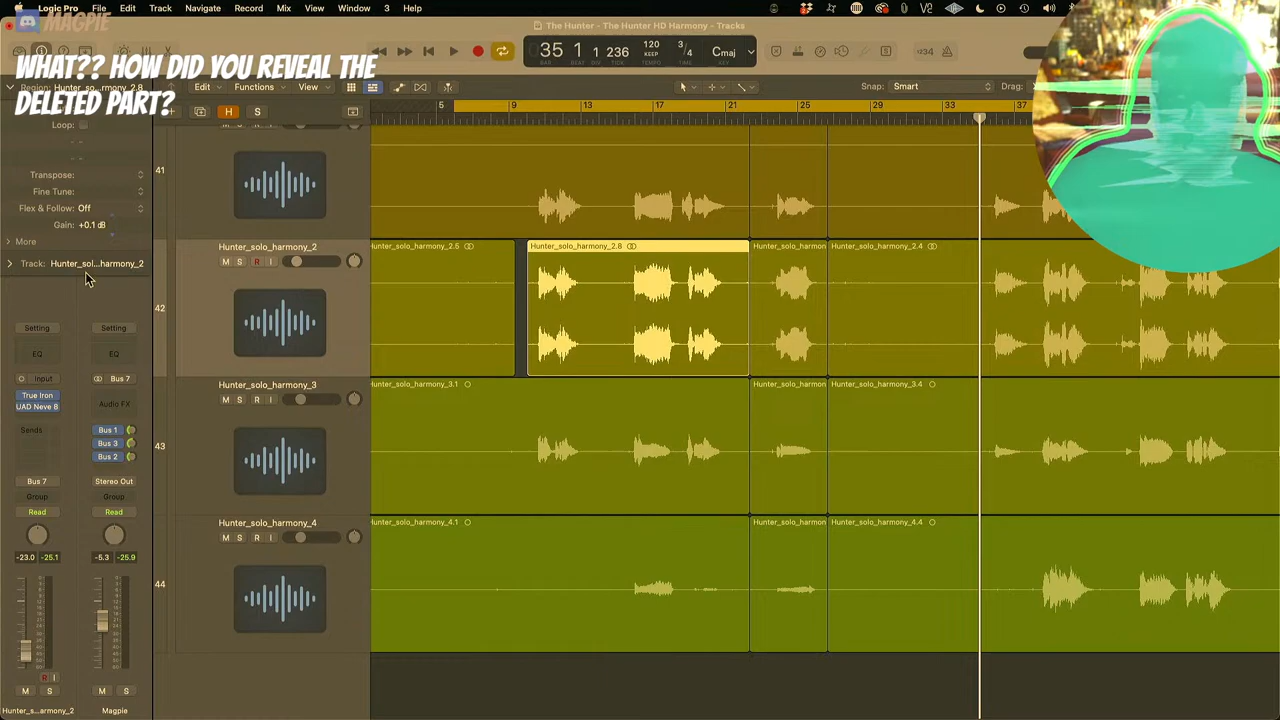 Logic Pro File Edit Track Navigate Record Mix View Window 3 Help
MAGPIE
The Hunter - The Hunter HD Harmony - Tracks
WHAT?? HOW DID YOU REVEAL THE
DELETED PART?
35 1 1 236
BAR
120
TEMPO
KEEP
3/4
Cmaj
1234
Region: Hunter_so...rmony_2.8
Edit Functions View
Snap: Smart
Drag:
H S
5 9 13 17 21 25 29 33 37
Loop:
Transpose:
Fine Tune:
Flex & Follow: Off
Gain: +0.1 dB
More
Track: Hunter_sol...harmony_2
41
Hunter_solo_harmony_2
M S R I
42
Hunter_solo_harmony_2.5
Hunter_solo_harmony_2.8
Hunter_solo_harmon
Hunter_solo_harmony_2.4
Setting Setting
EQ EQ
Input Bus 7
True Iron
UAD Neve 8
Audio FX
Sends
Bus 1
Bus 3
Bus 2
Bus 7 Stereo Out
Group Group
Read Read
-23.0 -25.1 -5.3 -25.9
R I
M S M S
Hunter_s...armony_2 Magpie
Hunter_solo_harmony_3
M S R I
43
Hunter_solo_harmony_3.1
Hunter_solo_harmon
Hunter_solo_harmony_3.4
Hunter_solo_harmony_4
M S R I
44
Hunter_solo_harmony_4.1
Hunter_solo_harmon
Hunter_solo_harmony_4.4